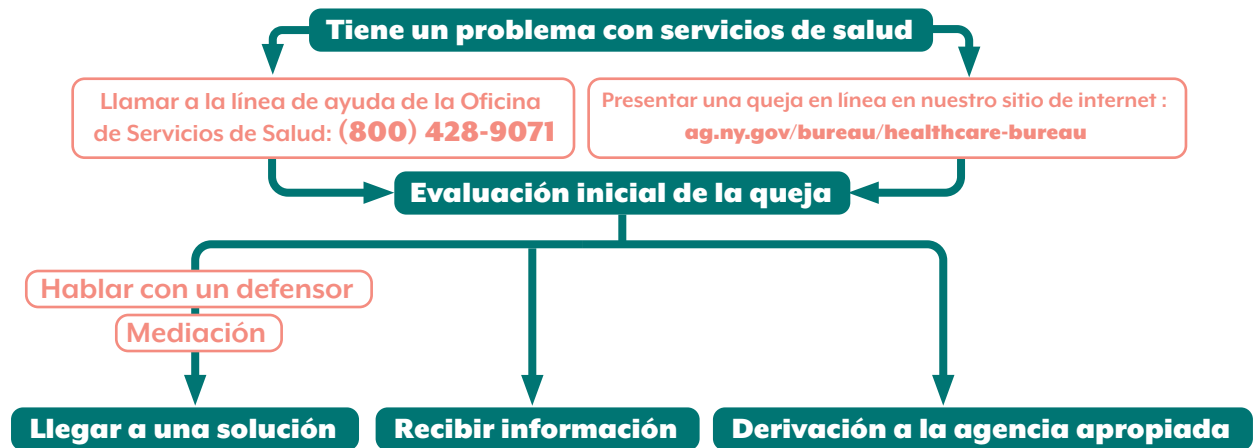 Tiene un problema con servicios de salud
Llamar a la línea de ayuda de la Oficina
de Servicios de Salud: (800) 428-9071
Presentar una queja en línea en nuestro sitio de internet :
ag.ny.gov/bureau/healthcare-bureau
Evaluación inicial de la queja
Hablar con un defensor
Mediación
Llegar a una solución
Recibir información
Derivación a la agencia apropiada